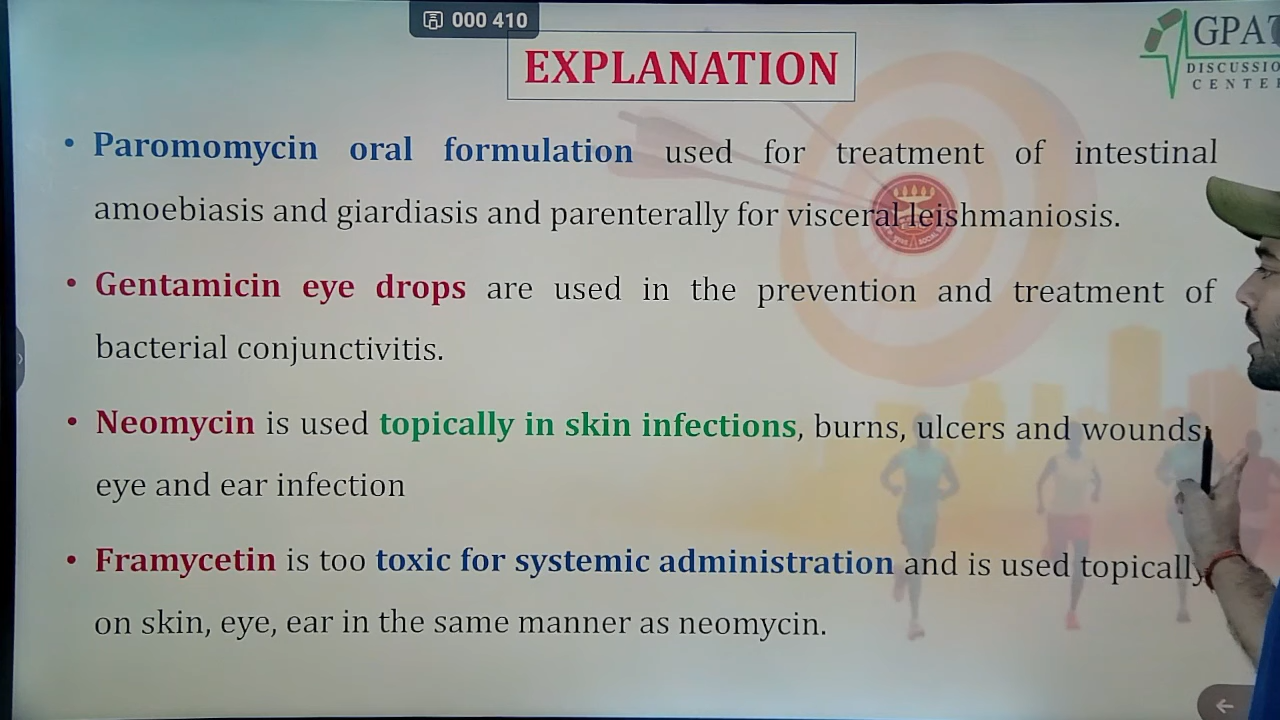 000 410
EXPLANATION
GPAT
DISCUSSIO
CENTE
• Paromomycin oral formulation used for treatment of intestinal
amoebiasis and giardiasis and parenterally for visceral leishmaniosis.
• Gentamicin eye drops are used in the prevention and treatment of
bacterial conjunctivitis.
• Neomycin is used topically in skin infections, burns, ulcers and wounds,
eye and ear infection
• Framycetin is too toxic for systemic administration and is used topically
on skin, eye, ear in the same manner as neomycin.